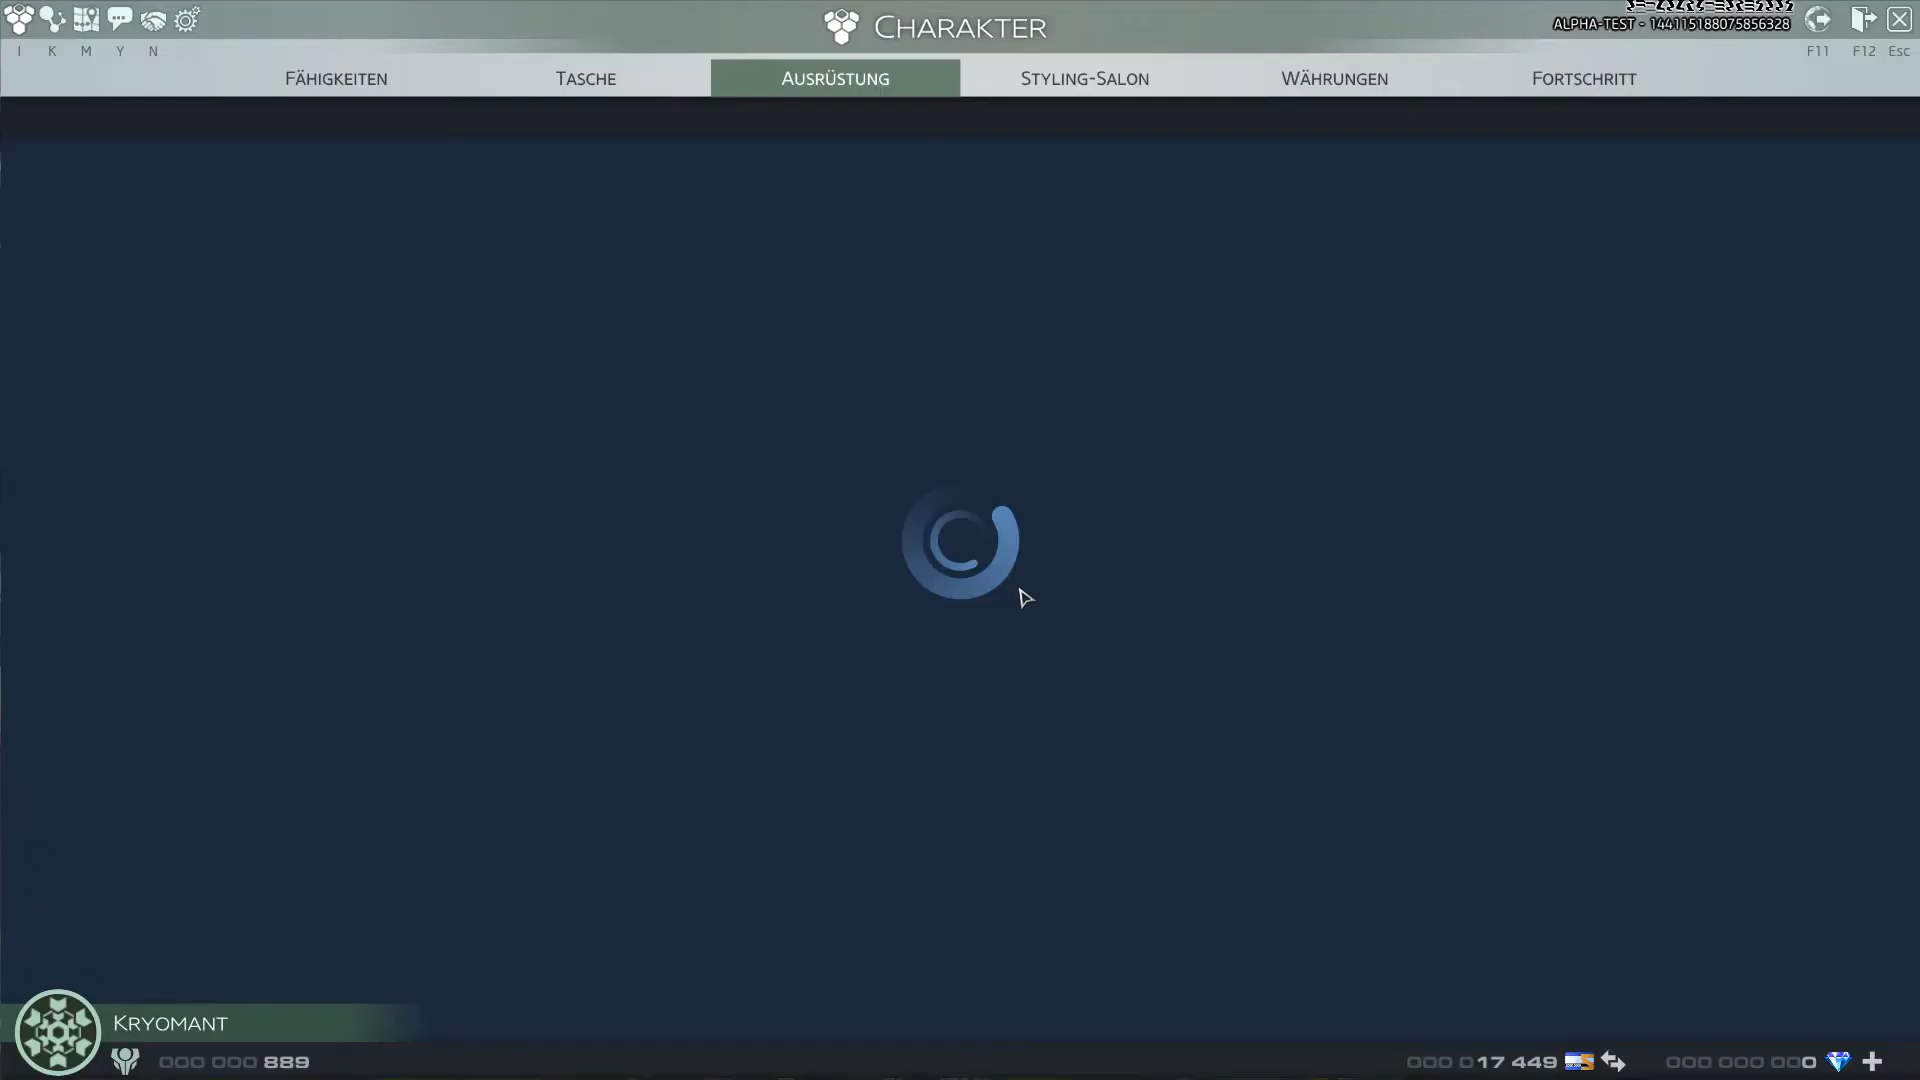 CHARAKTER
ALPHA-TEST - 144115188075856328
I K M Y N
F11 F12 Esc
FÄHIGKEITEN TASCHE AUSRÜSTUNG STYLING-SALON WÄHRUNGEN FORTSCHRITT
KRYOMANT
000 000 889
000 017 449
000 000 000